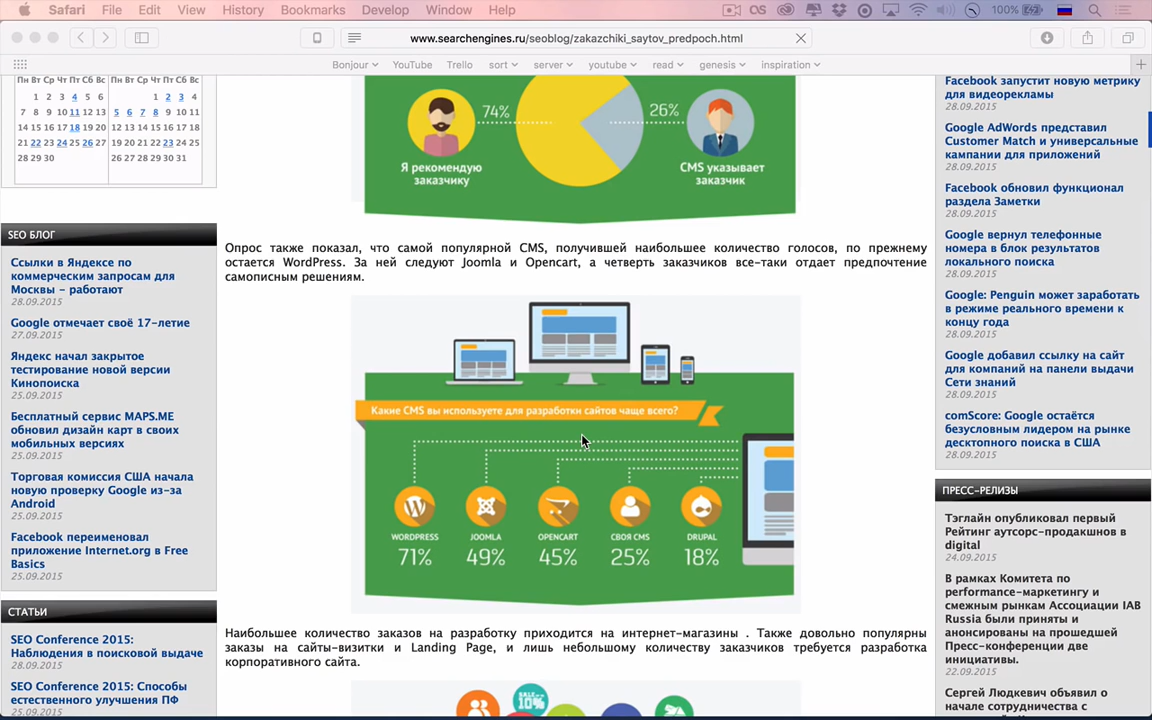 Safari File Edit View History Bookmarks Develop Window Help 100%
www.searchengines.ru/seoblog/zakazchiki_saytov_predpoch.html
Bonjour YouTube Trello sort server youtube read genesis inspiration
Пн Вт Ср Чт Пт Сб Вс Пн Вт Ср Чт Пт Сб Вс
1 2 3 4 5 6 1 2 3 4
7 8 9 10 11 12 13 5 6 7 8 9 10 11
14 15 16 17 18 19 20 12 13 14 15 16 17 18
21 22 23 24 25 26 27 19 20 21 22 23 24 25
28 29 30 26 27 28 29 30 31
SEO БЛОГ
Ссылки в Яндексе по
коммерческим запросам для
Москвы – работают
28.09.2015
Google отмечает своё 17-летие
27.09.2015
Яндекс начал закрытое
тестирование новой версии
Кинопоиска
25.09.2015
Бесплатный сервис MAPS.ME
обновил дизайн карт в своих
мобильных версиях
25.09.2015
Торговая комиссия США начала
новую проверку Google из-за
Android
25.09.2015
Facebook переименовал
приложение Internet.org в Free
Basics
25.09.2015
СТАТЬИ
SEO Conference 2015:
Наблюдения в поисковой выдаче
28.09.2015
SEO Conference 2015: Способы
естественного улучшения ПФ
74%
26%
Я рекомендую
заказчику
CMS указывает
заказчик
Опрос также показал, что самой популярной CMS, получившей наибольшее количество голосов, по прежнему
остается WordPress. За ней следуют Joomla и Opencart, а четверть заказчиков все-таки отдает предпочтение
самописным решениям.
Какие CMS вы используете для разработки сайтов чаще всего?
WORDPRESS JOOMLA OPENCART СВОЯ CMS DRUPAL
71% 49% 45% 25% 18%
Наибольшее количество заказов на разработку приходится на интернет-магазины . Также довольно популярны
заказы на сайты-визитки и Landing Page, и лишь небольшому количеству заказчиков требуется разработка
корпоративного сайта.
SALE
10%
Facebook запустит новую метрику
для видеорекламы
28.09.2015
Google AdWords представил
Customer Match и универсальные
кампании для приложений
28.09.2015
Facebook обновил функционал
раздела Заметки
28.09.2015
Google вернул телефонные
номера в блок результатов
локального поиска
28.09.2015
Google: Penguin может заработать
в режиме реального времени к
концу года
28.09.2015
Google добавил ссылку на сайт
для компаний на панели выдачи
Сети знаний
28.09.2015
comScore: Google остаётся
безусловным лидером на рынке
десктопного поиска в США
28.09.2015
ПРЕСС-РЕЛИЗЫ
Тэглайн опубликовал первый
Рейтинг аутсорс-продакшнов в
digital
24.09.2015
В рамках Комитета по
performance-маркетингу и
смежным рынкам Ассоциации IAB
Russia были приняты и
анонсированы на прошедшей
Пресс-конференции две
инициативы.
22.09.2015
Сергей Людкевич объявил о
начале сотрудничества с